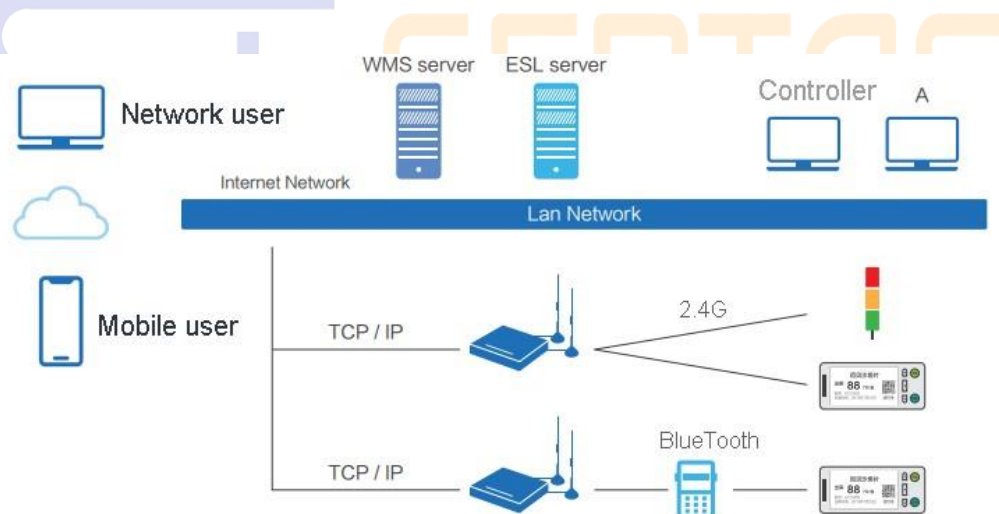 WMS server
ESL server
Controller
A
Network user
Internet Network
Lan Network
Mobile user
TCP / IP
2.4G
88
TCP / IP
BlueTooth
88